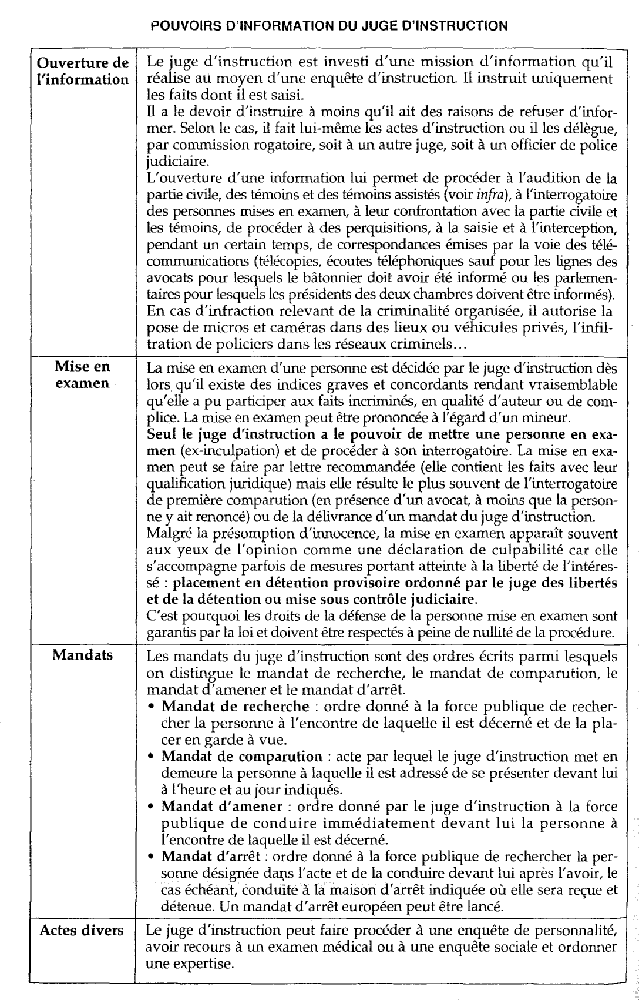 POUVOIRS D'INFORMATION DU JUGE D'INSTRUCTION
Ouverture de
l'information
Le juge d'instruction est investi d'une mission d'information qu'il
réalise au moyen d'une enquête d'instruction. Il instruit uniquement
les faits dont il est saisi.
Il a le devoir d'instruire à moins qu'il ait des raisons de refuser d'infor-
mer. Selon le cas, il fait lui-même les actes d'instruction ou il les délègue,
par commission rogatoire, soit à un autre juge, soit à un officier de police
judiciaire.
L'ouverture d'une information lui permet de procéder à l'audition de la
partie civile, des témoins et des témoins assistés (voir infra), à l'interrogatoire
des personnes mises en examen, à leur confrontation avec la partie civile et
les témoins, de procéder à des perquisitions, à la saisie et à l'interception,
pendant un certain temps, de correspondances émises par la voie des télé-
communications (télécopies, écoutes téléphoniques sauf pour les lignes des
avocats pour lesquels le bâtonnier doit avoir été informé ou les parlemen-
taires pour lesquels les présidents des deux chambres doivent être informés).
En cas d'infraction relevant de la criminalité organisée, il autorise la
pose de micros et caméras dans des lieux ou véhicules privés, l'infil-
tration de policiers dans les réseaux criminels...
Mise en
examen
La mise en examen d'une personne est décidée par le juge d'instruction dès
lors qu'il existe des indices graves et concordants rendant vraisemblable
qu'elle a pu participer aux faits incriminés, en qualité d'auteur ou de com-
plice. La mise en examen peut être prononcée à l'égard d'un mineur.
Seul le juge d'instruction a le pouvoir de mettre une personne en exa-
men (ex-inculpation) et de procéder à son interrogatoire. La mise en exa-
men peut se faire par lettre recommandée (elle contient les faits avec leur
qualification juridique) mais elle résulte le plus souvent de l'interrogatoire
de première comparution (en présence d'un avocat, à moins que la person-
ne y ait renoncé) ou de la délivrance d'un mandat du juge d'instruction.
Malgré la présomption d'innocence, la mise en examen apparaît souvent
aux yeux de l'opinion comme une déclaration de culpabilité car elle
s'accompagne parfois de mesures portant atteinte à la liberté de l'intéres-
sé : placement en détention provisoire ordonné par le juge des libertés
et de la détention ou mise sous contrôle judiciaire.
C'est pourquoi les droits de la défense de la personne mise en examen sont
garantis par la loi et doivent être respectés à peine de nullité de la procédure.
Mandats
Les mandats du juge d'instruction sont des ordres écrits parmi lesquels
on distingue le mandat de recherche, le mandat de comparution, le
mandat d'amener et le mandat d'arrêt.
• Mandat de recherche : ordre donné à la force publique de recher-
cher la personne à l'encontre de laquelle il est décerné et de la pla-
cer en garde à vue.
• Mandat de comparution : acte par lequel le juge d'instruction met en
demeure la personne à laquelle il est adressé de se présenter devant lui
à l'heure et au jour indiqués.
• Mandat d'amener : ordre donné par le juge d'instruction à la force
publique de conduire immédiatement devant lui la personne à
l'encontre de laquelle il est décerné.
• Mandat d'arrêt : ordre donné à la force publique de rechercher la per-
sonne désignée dans l'acte et de la conduire devant lui après l'avoir, le
cas échéant, conduite à la maison d'arrêt indiquée où elle sera reçue et
détenue. Un mandat d'arrêt européen peut être lancé.
Actes divers
Le juge d'instruction peut faire procéder à une enquête de personnalité,
avoir recours à un examen médical ou à une enquête sociale et ordonner
une expertise.